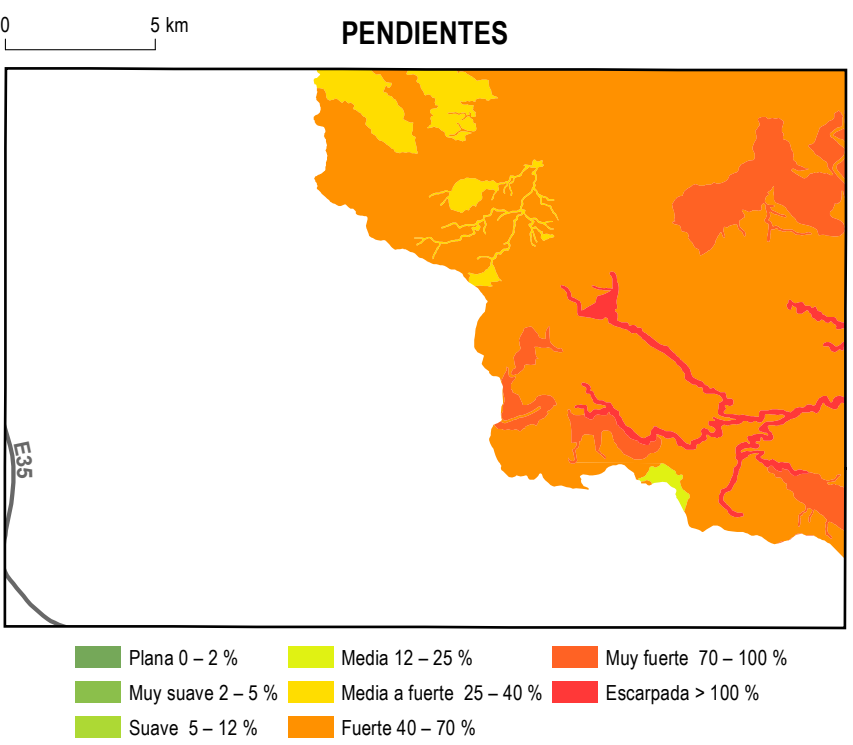 0 5 km
PENDIENTES
E35
Plana 0 – 2 %
Muy suave 2 – 5 %
Suave 5 – 12 %
Media 12 – 25 %
Media a fuerte 25 – 40 %
Fuerte 40 – 70 %
Muy fuerte 70 – 100 %
Escarpada > 100 %